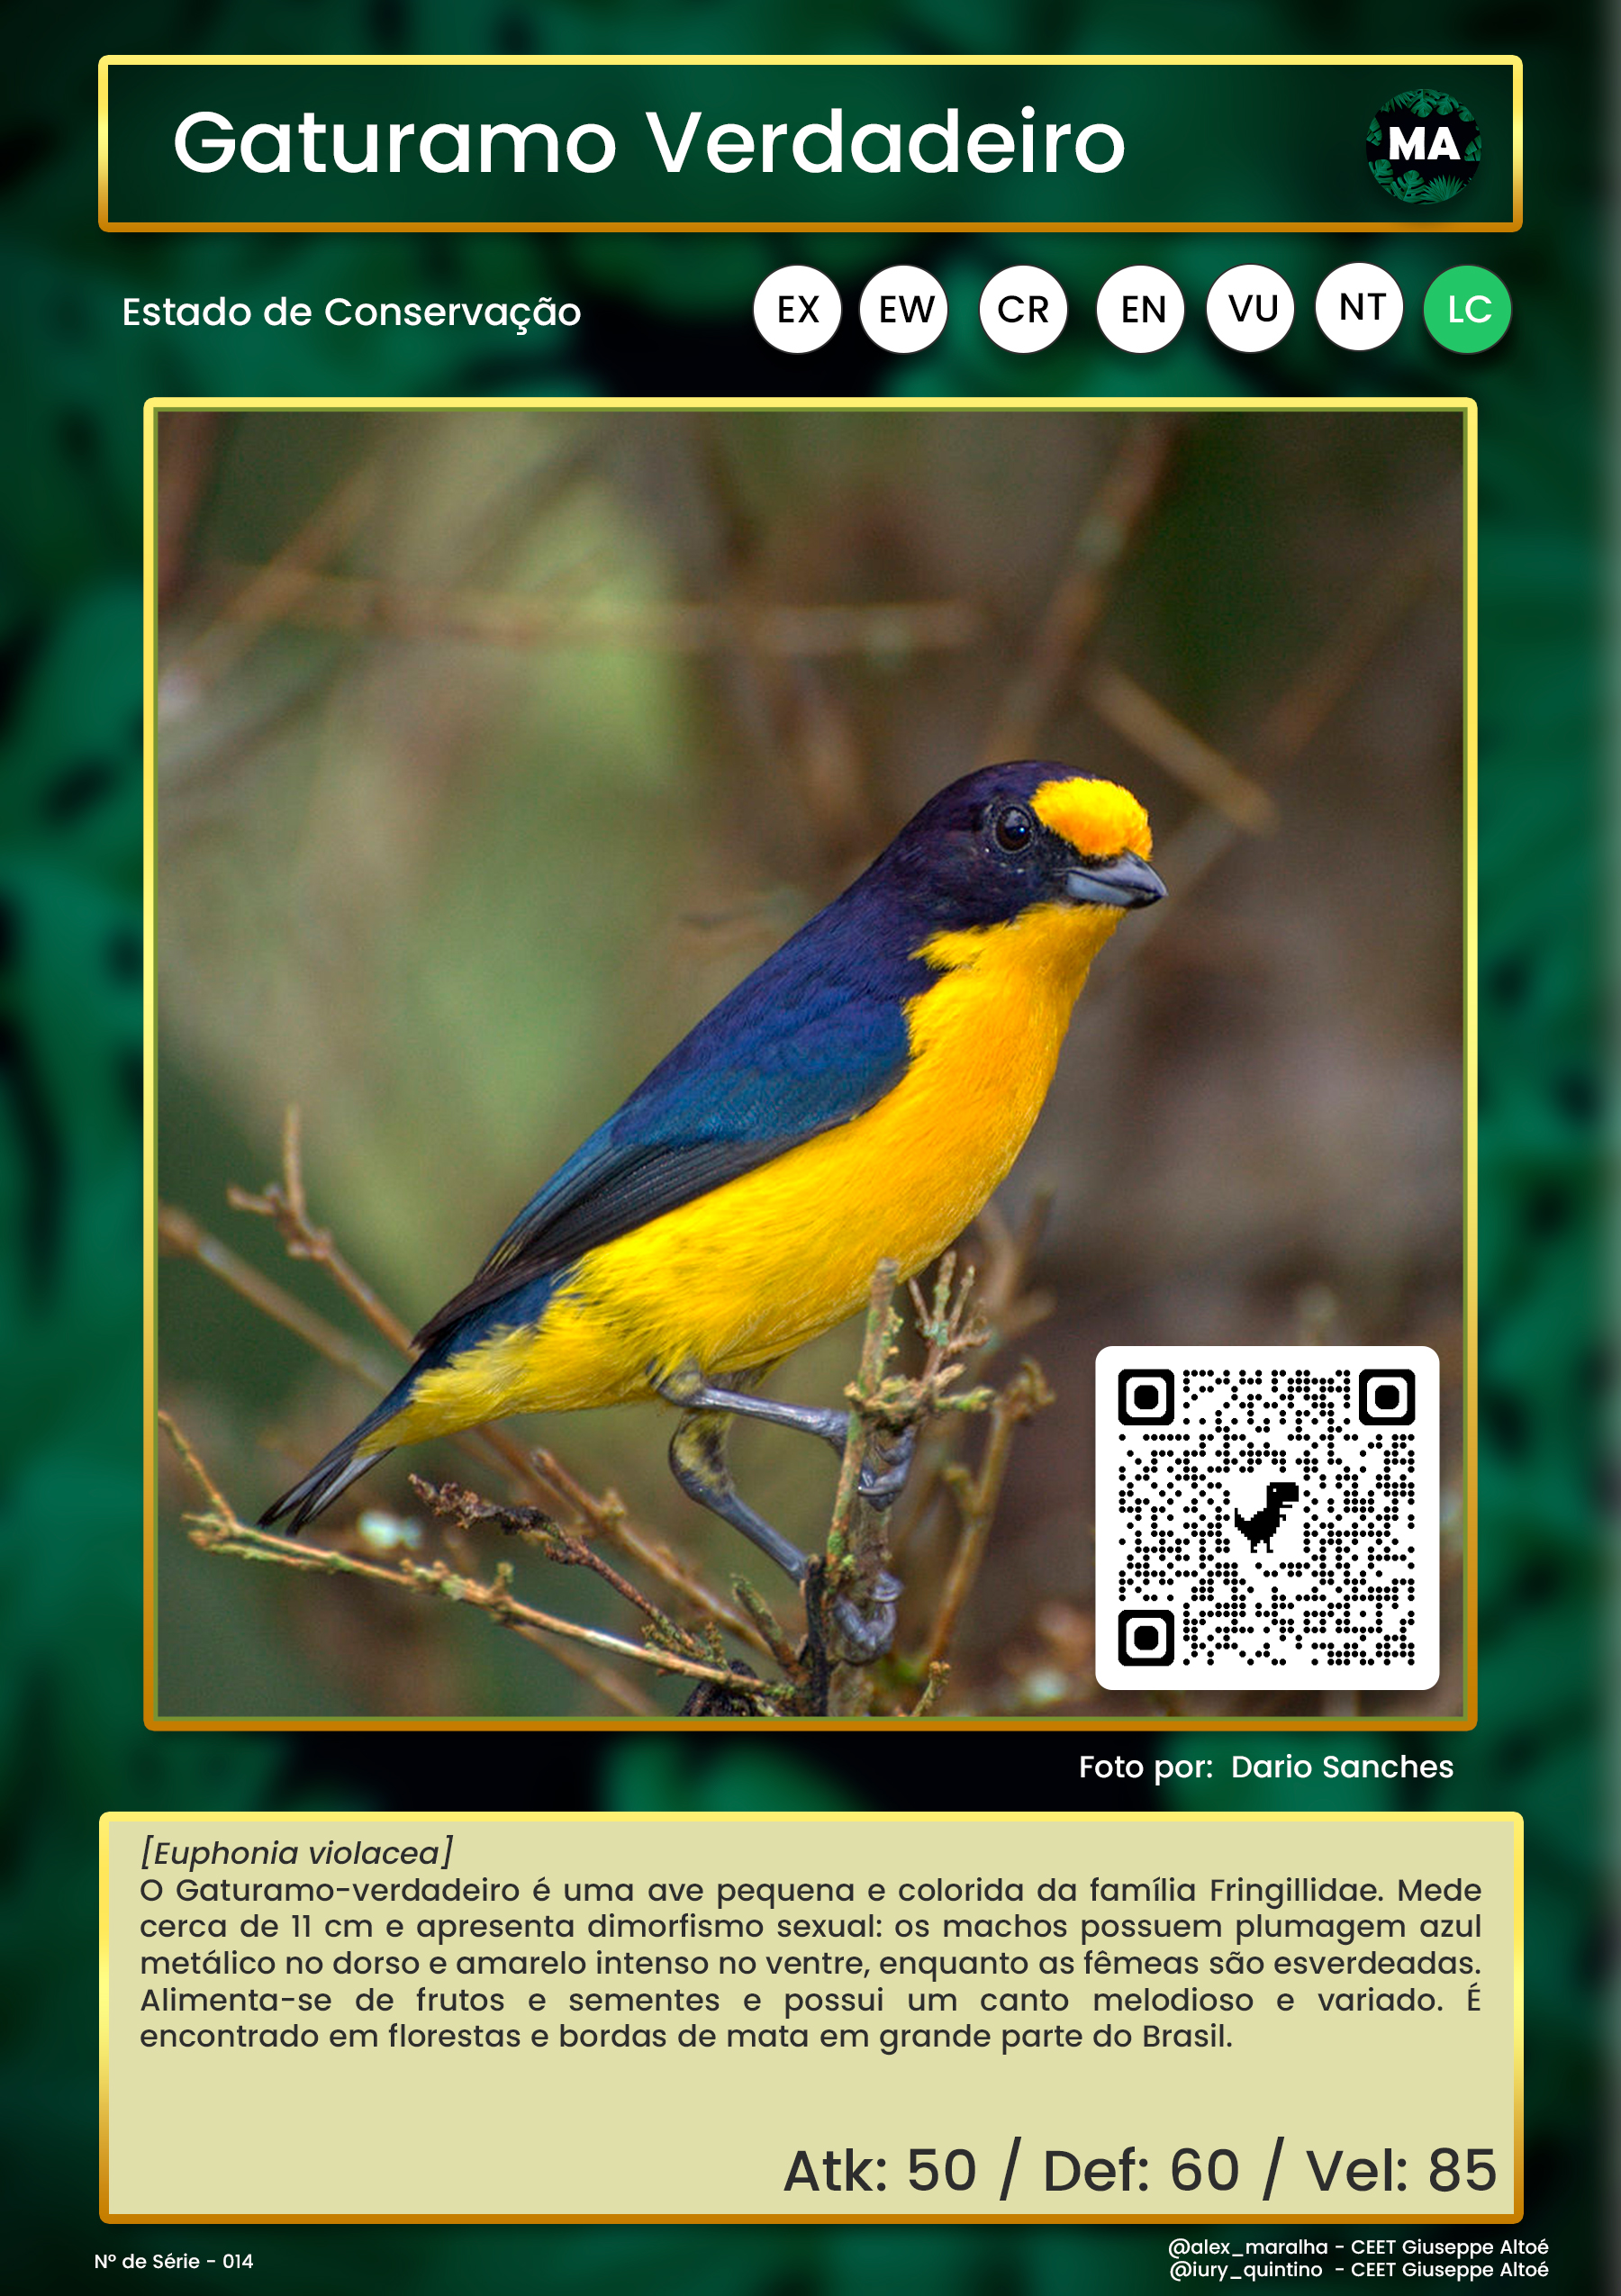 Gaturamo Verdadeiro
MA
Estado de Conservação
EX EW CR EN VU NT LC
Foto por: Dario Sanches
[Euphonia violacea]
O Gaturamo-verdadeiro é uma ave pequena e colorida da família Fringillidae. Mede
cerca de 11 cm e apresenta dimorfismo sexual: os machos possuem plumagem azul
metálico no dorso e amarelo intenso no ventre, enquanto as fêmeas são esverdeadas.
Alimenta-se de frutos e sementes e possui um canto melodioso e variado. É
encontrado em florestas e bordas de mata em grande parte do Brasil.
Atk: 50 / Def: 60 / Vel: 85
Nº de Série - 014
@alex_maralha - CEET Giuseppe Altoé
@iury_quintino - CEET Giuseppe Altoé